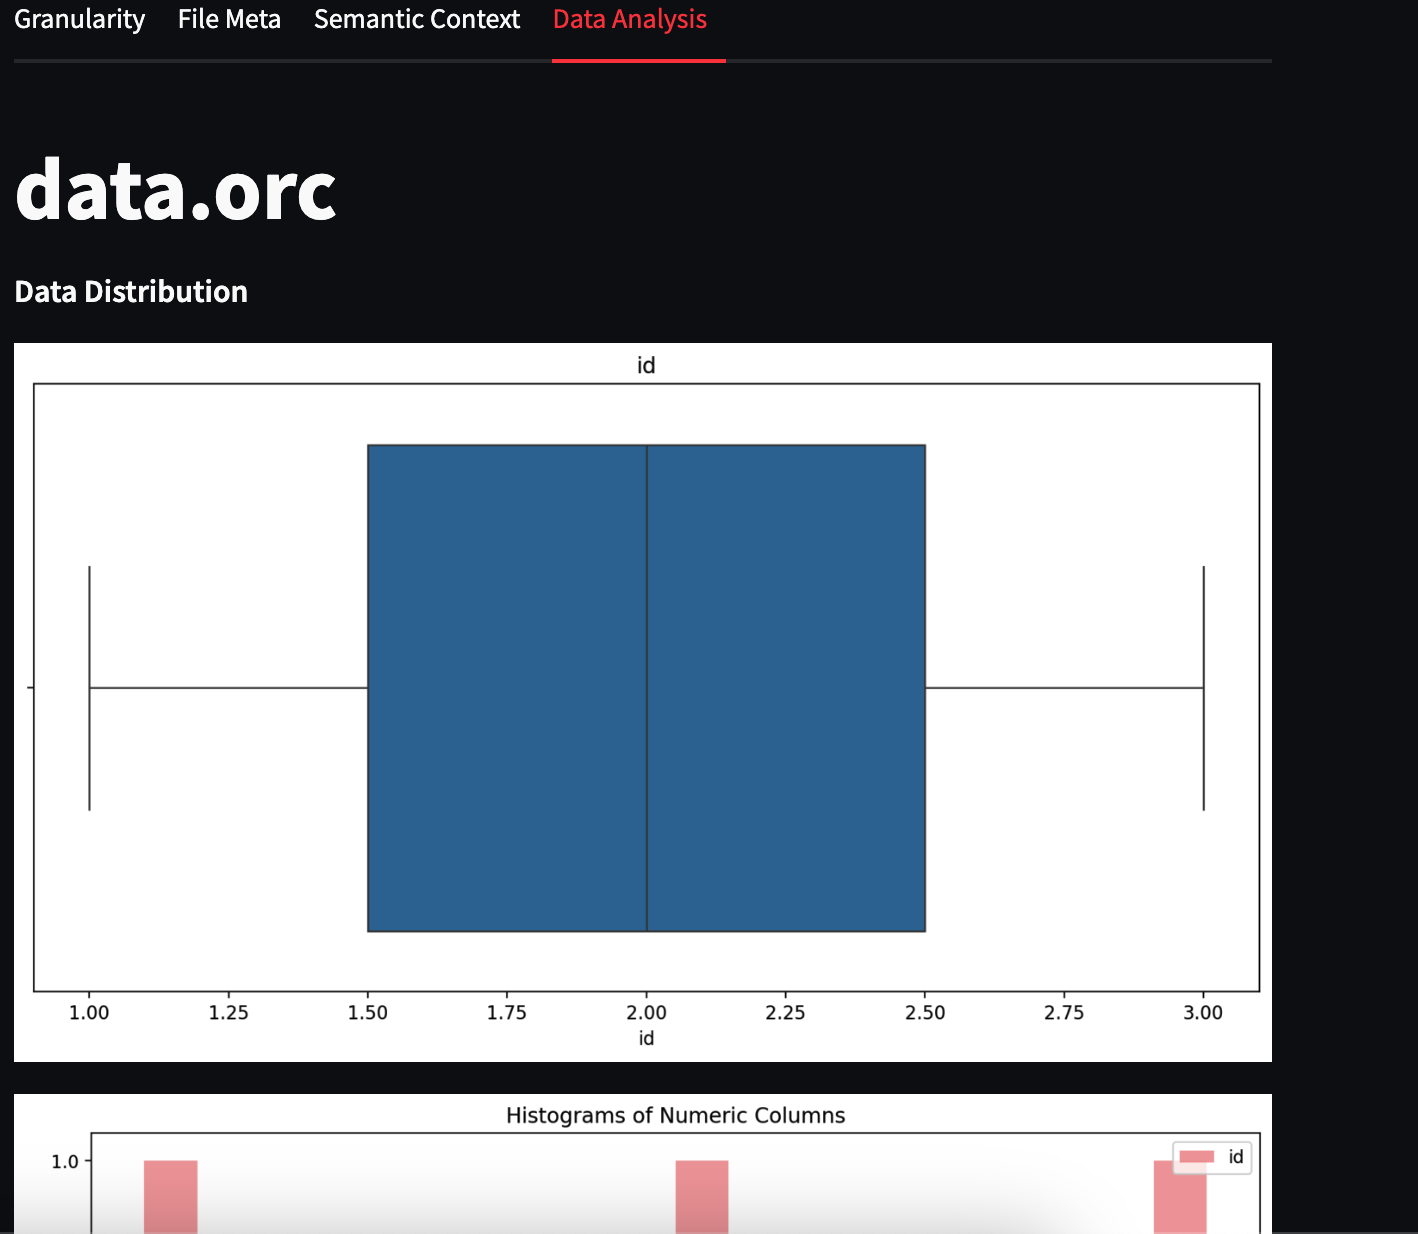 Granularity File Meta Semantic Context Data Analysis
data.orc
Data Distribution
id
1.00 1.25 1.50 1.75 2.00 2.25 2.50 2.75 3.00
id
Histograms of Numeric Columns
1.0
id